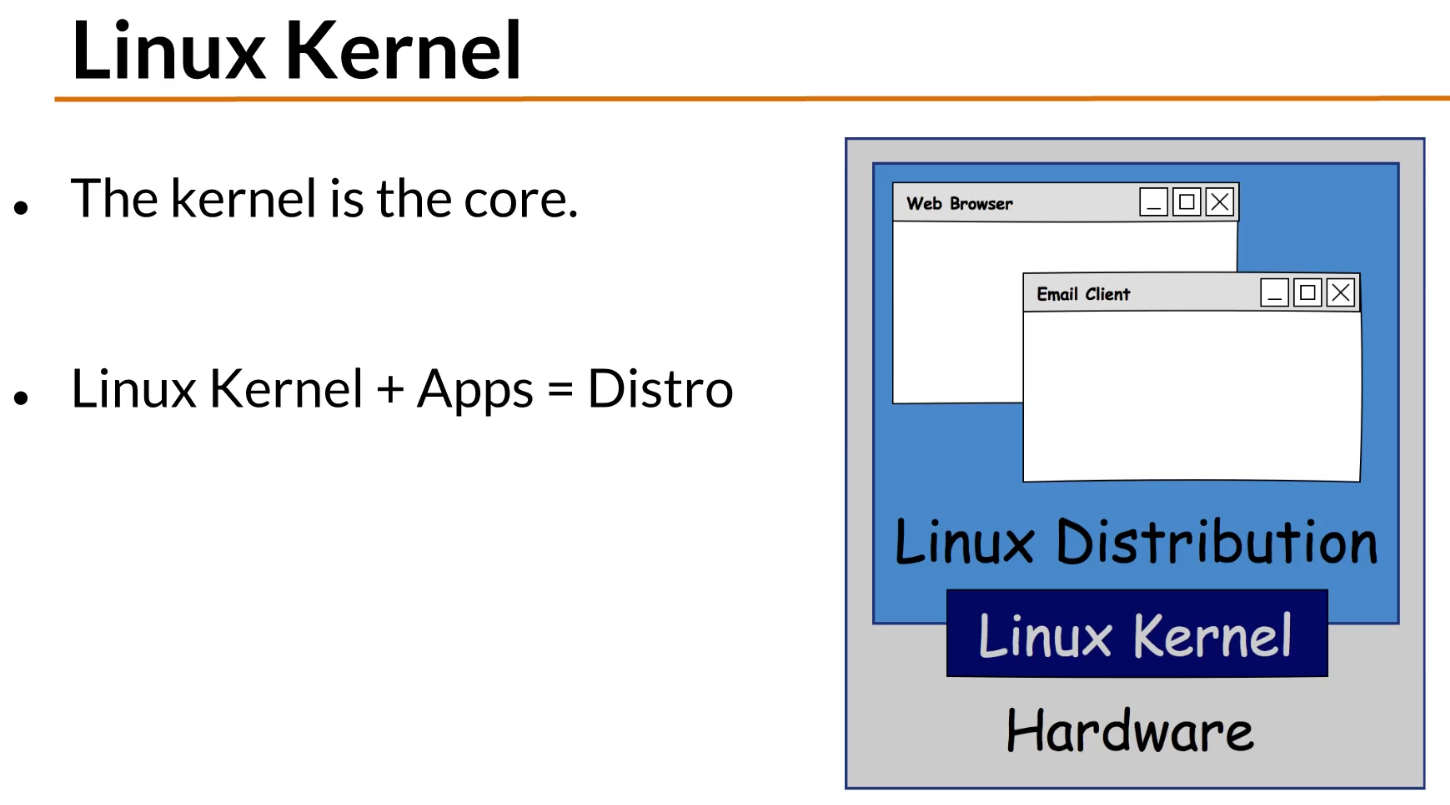 Linux Kernel
• The kernel is the core.
• Linux Kernel + Apps = Distro
Web Browser
Email Client
Linux Distribution
Linux Kernel
Hardware